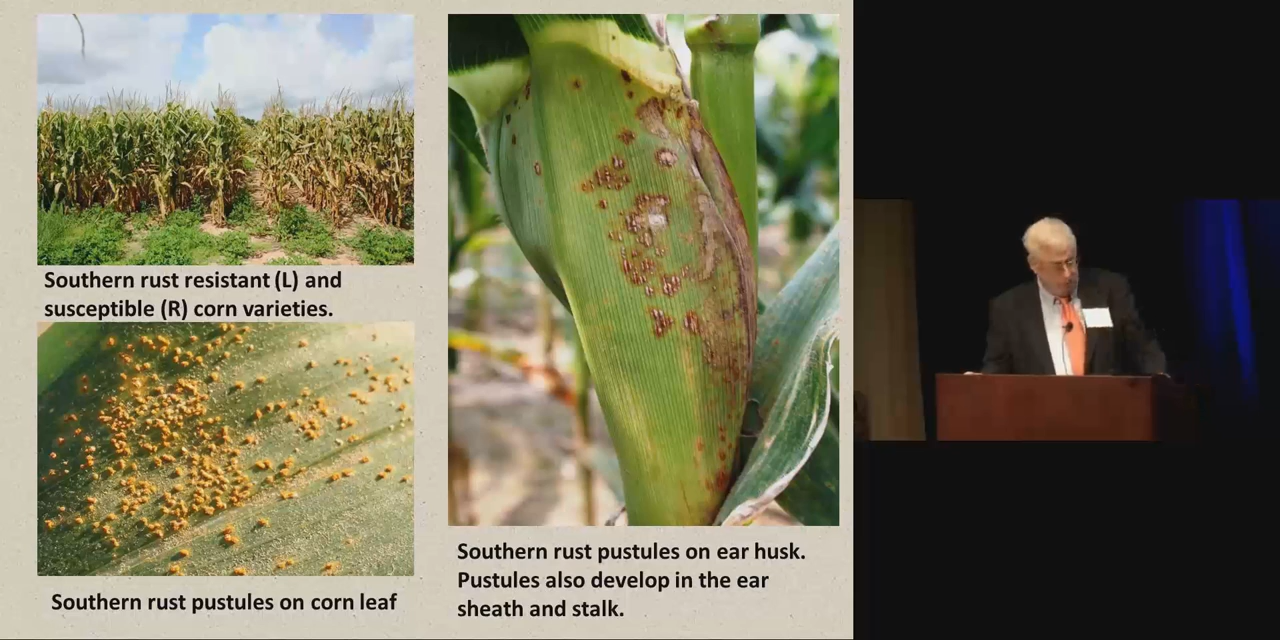 Southern rust resistant (L) and
susceptible (R) corn varieties.
Southern rust pustules on corn leaf
Southern rust pustules on ear husk.
Pustules also develop in the ear
sheath and stalk.